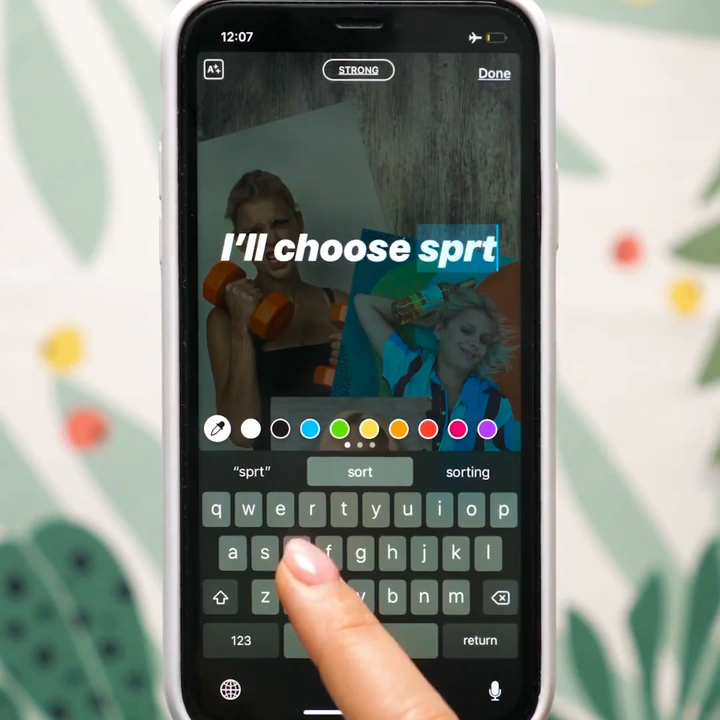 12:07
A
STRONG
Done
I'll choose sprt
"sprt" sort sorting
q w e r t y u i o p
a s f g h j k l
z v b n m
123 return